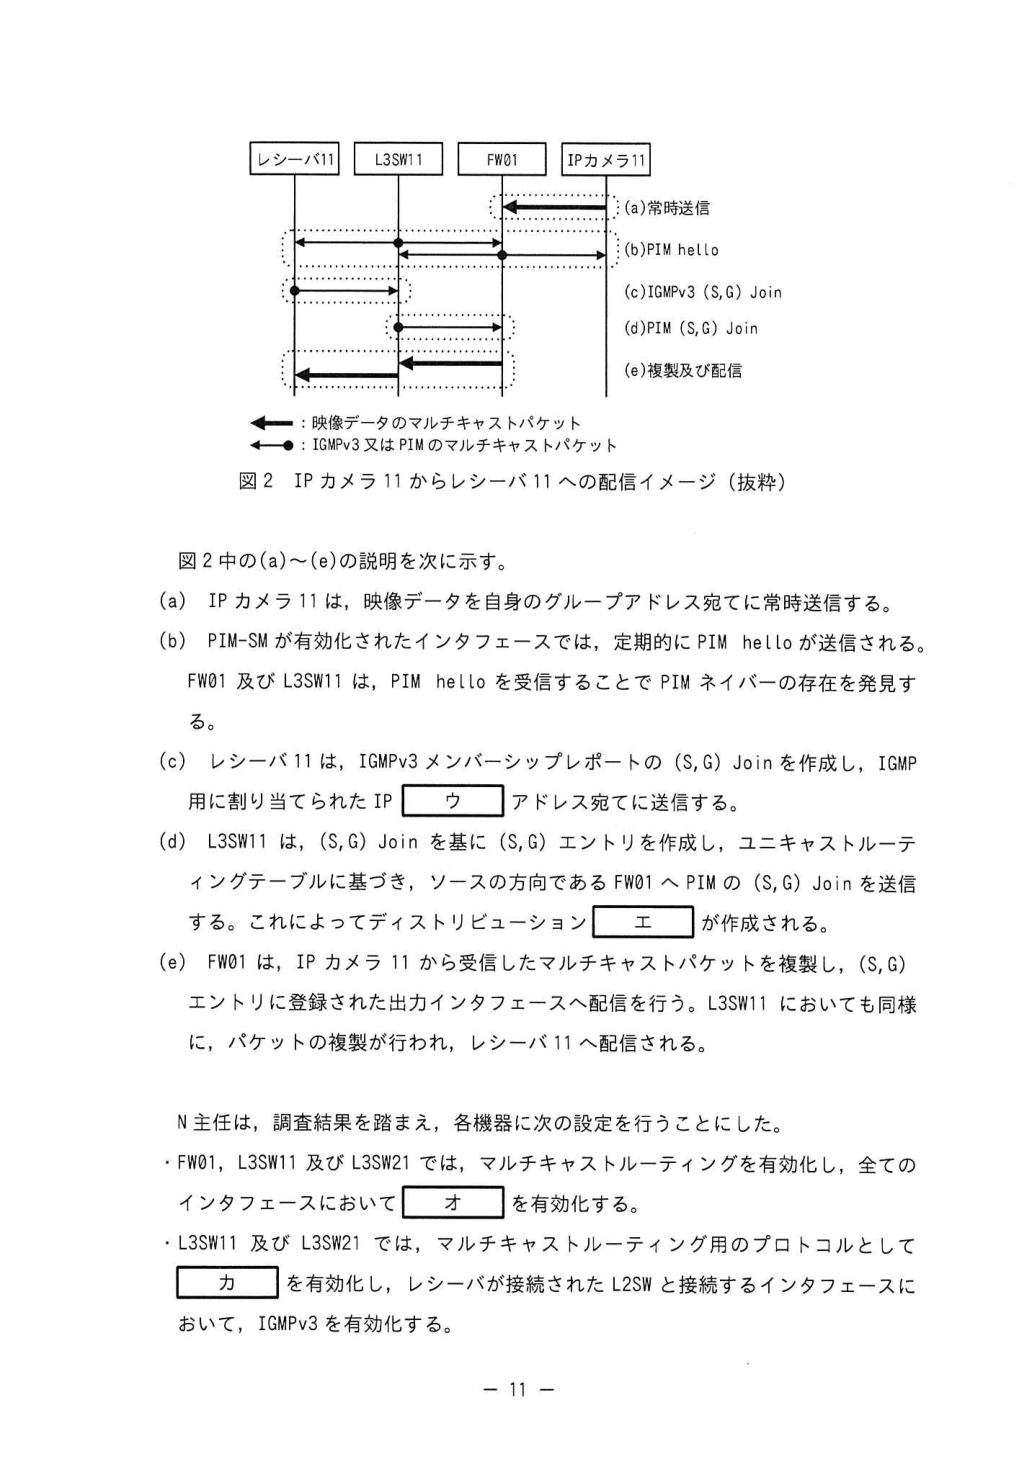 レシーバ11 L3SW11 FW01 IPカメラ11
(a)常時送信
(b)PIM hello
(c)IGMPv3 (S,G) Join
(d)PIM (S,G) Join
(e)複製及び配信
：映像データのマルチキャストパケット
：IGMPv3又はPIMのマルチキャストパケット
図2 IPカメラ11からレシーバ11への配信イメージ（抜粋）
図2中の(a)～(e)の説明を次に示す。
(a) IPカメラ11は，映像データを自身のグループアドレス宛てに常時送信する。
(b) PIM-SMが有効化されたインタフェースでは，定期的にPIM helloが送信される。
FW01及びL3SW11は，PIM helloを受信することでPIMネイバーの存在を発見す
る。
(c) レシーバ11は，IGMPv3メンバーシップレポートの (S,G) Joinを作成し，IGMP
用に割り当てられたIP ウ アドレス宛てに送信する。
(d) L3SW11は，(S,G) Joinを基に (S,G) エントリを作成し，ユニキャストルーテ
ィングテーブルに基づき，ソースの方向であるFW01へPIMの (S,G) Joinを送信
する。これによってディストリビューション エ が作成される。
(e) FW01は，IPカメラ11から受信したマルチキャストパケットを複製し，(S,G)
エントリに登録された出力インタフェースへ配信を行う。L3SW11においても同様
に，パケットの複製が行われ，レシーバ11へ配信される。
N主任は，調査結果を踏まえ，各機器に次の設定を行うことにした。
・FW01，L3SW11及びL3SW21では，マルチキャストルーティングを有効化し，全ての
インタフェースにおいて オ を有効化する。
・L3SW11及びL3SW21では，マルチキャストルーティング用のプロトコルとして
カ を有効化し，レシーバが接続されたL2SWと接続するインタフェースに
おいて，IGMPv3を有効化する。
— 11 —